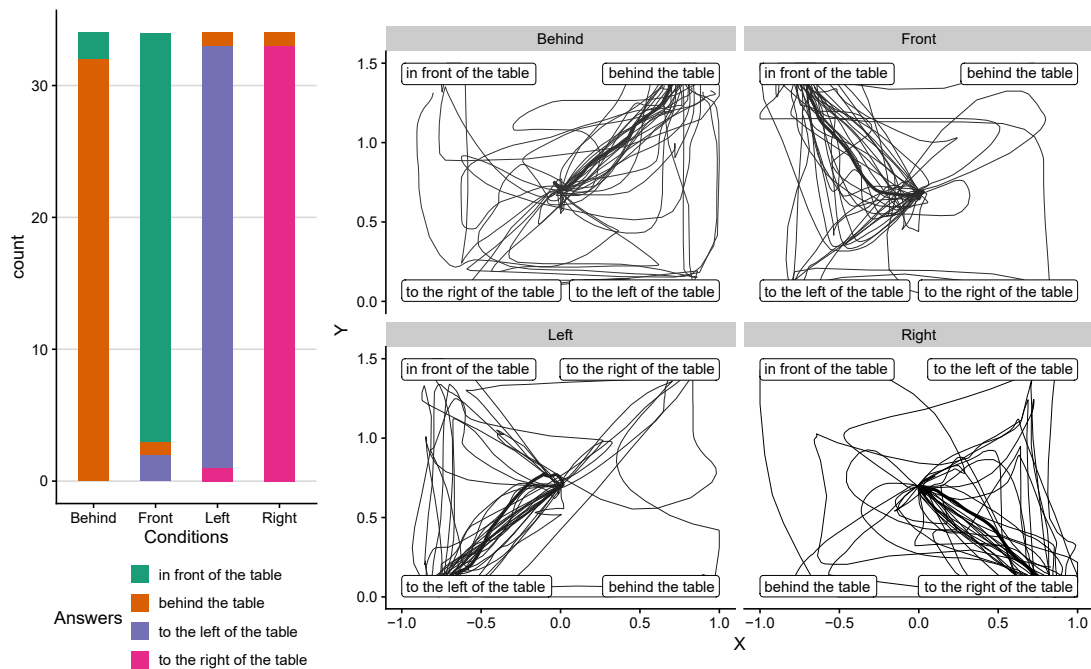 count
30
20
10
0
Behind Front Left Right
Conditions
Answers
in front of the table
behind the table
to the left of the table
to the right of the table
Y
Behind
1.5
1.0
0.5
0.0
in front of the table behind the table
to the right of the table to the left of the table
Front
in front of the table behind the table
to the left of the table to the right of the table
Left
1.5
1.0
0.5
0.0
in front of the table to the right of the table
to the left of the table behind the table
−1.0 −0.5 0.0 0.5 1.0
Right
in front of the table to the left of the table
behind the table to the right of the table
−1.0 −0.5 0.0 0.5 1.0
X